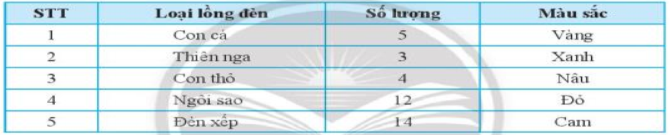 STT Loại lồng đèn Số lượng Màu sắc
1 Con cá 5 Vàng
2 Thiên nga 3 Xanh
3 Con thỏ 4 Nâu
4 Ngôi sao 12 Đỏ
5 Đèn xếp 14 Cam